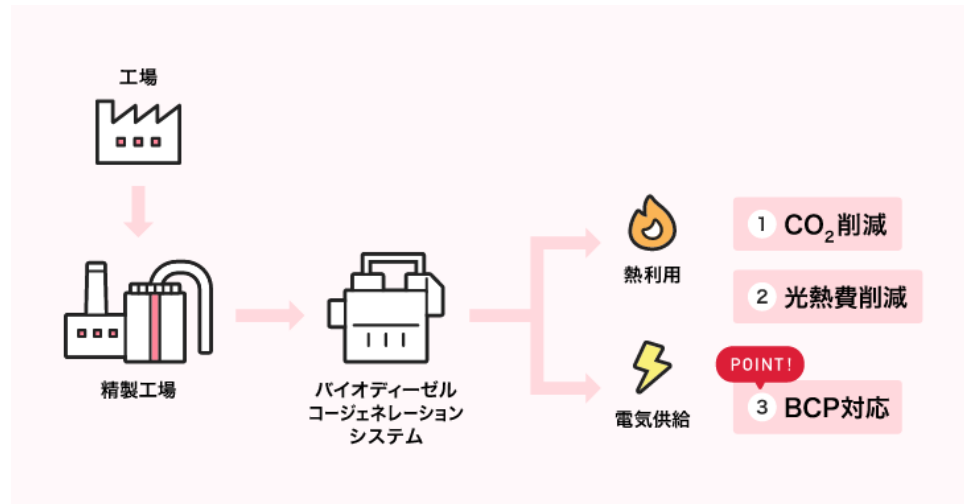 工場
精製工場
バイオディーゼル
コージェネレーション
システム
熱利用
電気供給
1 CO₂削減
2 光熱費削減
POINT!
3 BCP対応